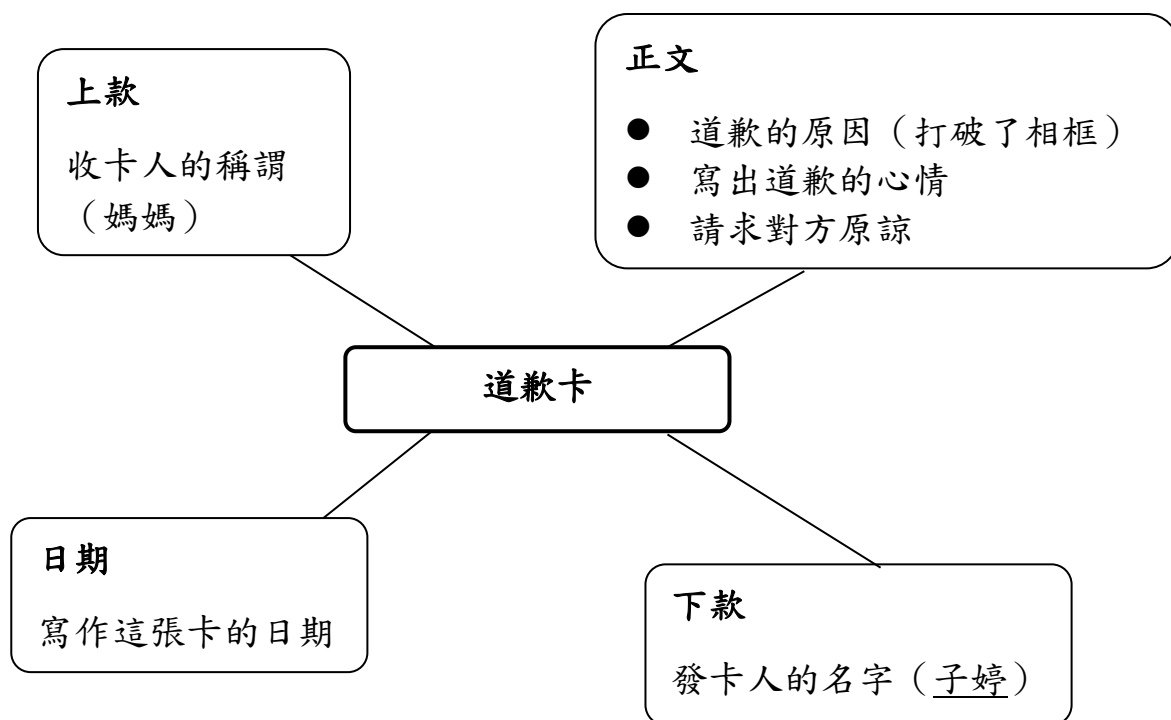 上款
收卡人的稱謂
（媽媽）
正文
● 道歉的原因（打破了相框）
● 寫出道歉的心情
● 請求對方原諒
道歉卡
日期
寫作這張卡的日期
下款
發卡人的名字（子婷）